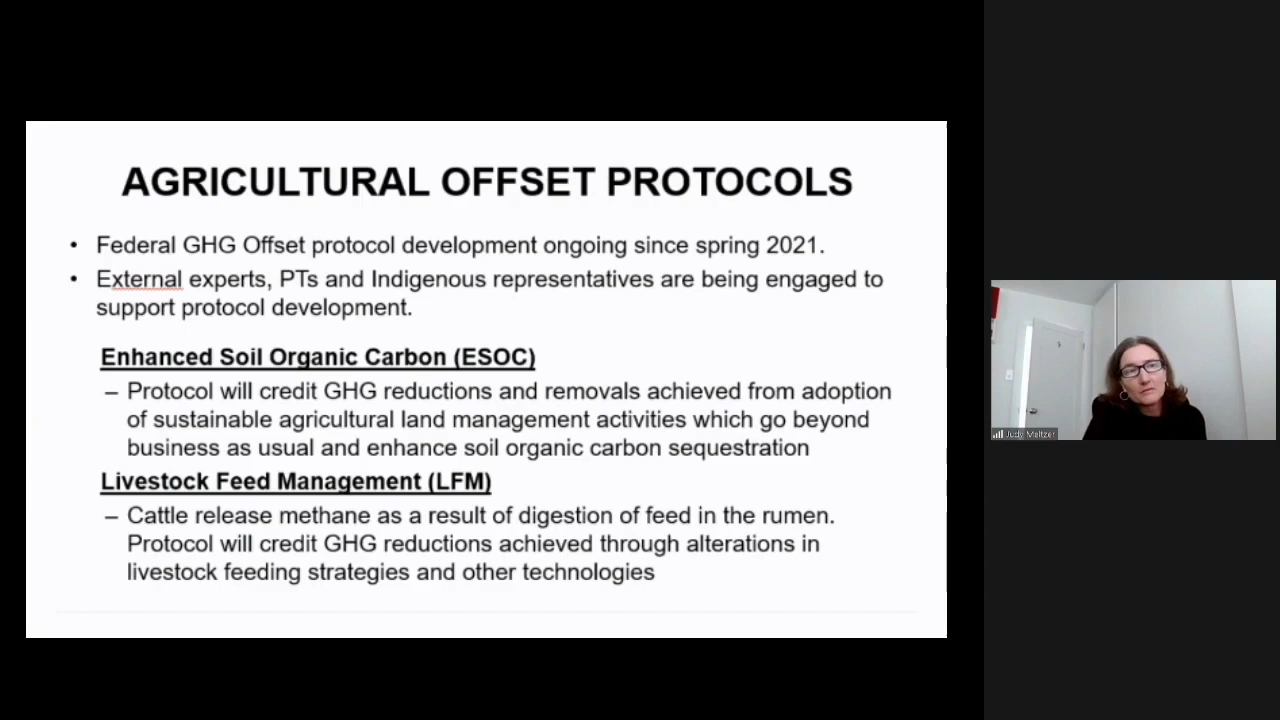 AGRICULTURAL OFFSET PROTOCOLS
• Federal GHG Offset protocol development ongoing since spring 2021.
• External experts, PTs and Indigenous representatives are being engaged to
support protocol development.
Enhanced Soil Organic Carbon (ESOC)
– Protocol will credit GHG reductions and removals achieved from adoption
of sustainable agricultural land management activities which go beyond
business as usual and enhance soil organic carbon sequestration
Livestock Feed Management (LFM)
– Cattle release methane as a result of digestion of feed in the rumen.
Protocol will credit GHG reductions achieved through alterations in
livestock feeding strategies and other technologies
Judy Meltzer